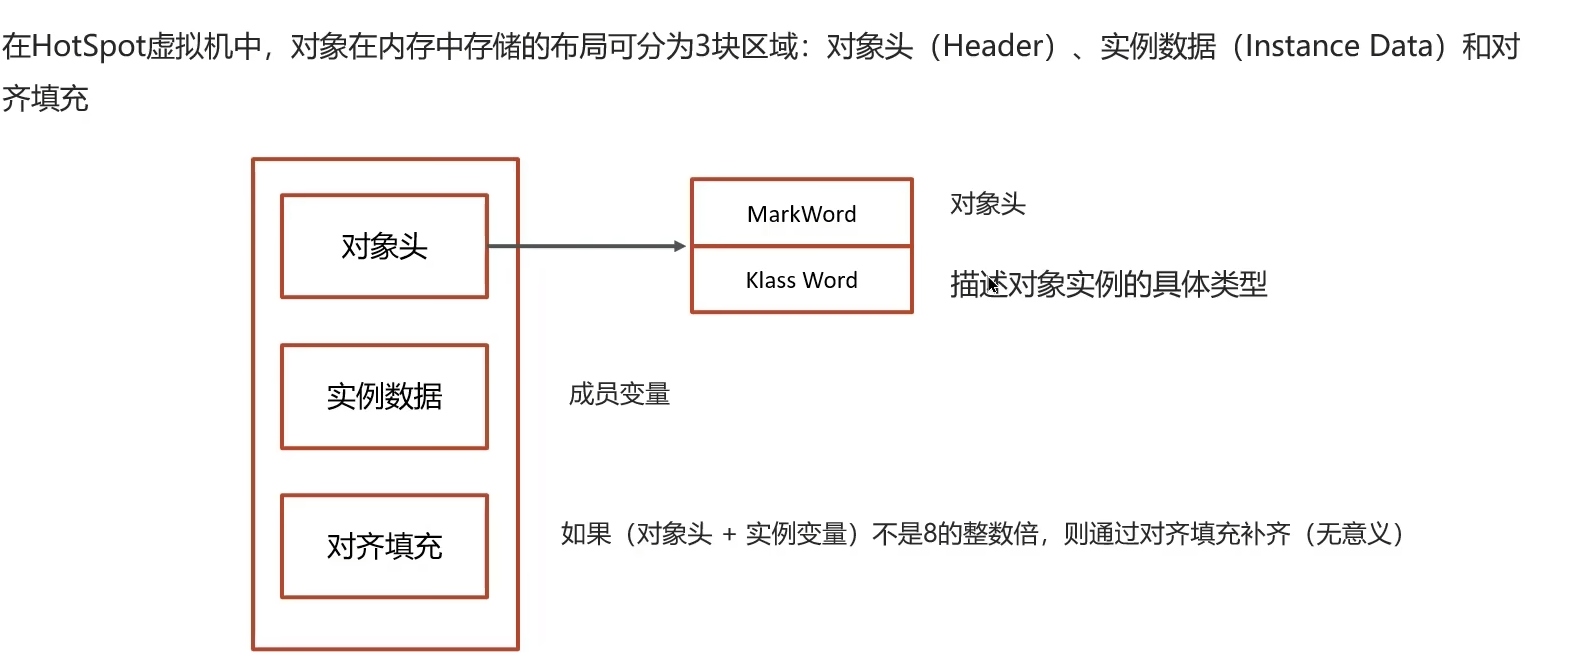 在HotSpot虚拟机中，对象在内存中存储的布局可分为3块区域：对象头（Header）、实例数据（Instance Data）和对
齐填充
对象头
MarkWord
对象头
Klass Word
描述对象实例的具体类型
实例数据
成员变量
对齐填充
如果（对象头 + 实例变量）不是8的整数倍，则通过对齐填充补齐（无意义）